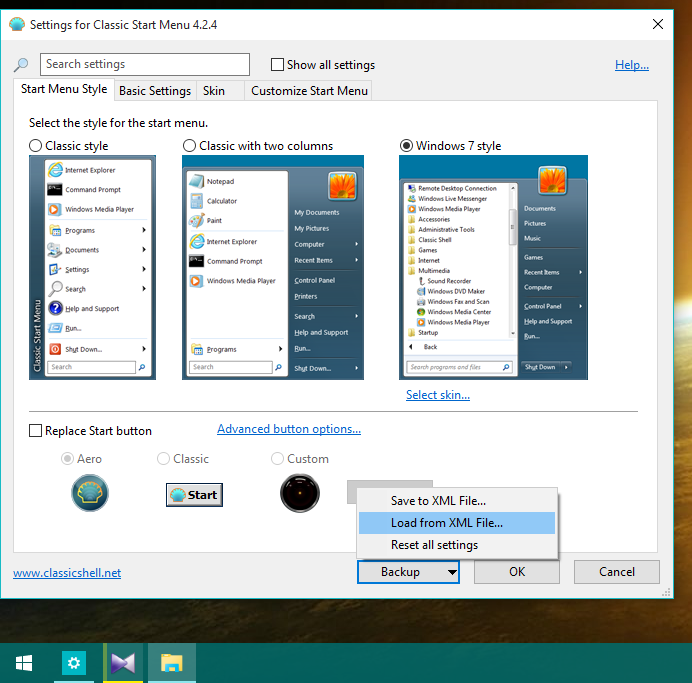 Settings for Classic Start Menu 4.2.4
Search settings
Show all settings
Help...
Start Menu Style
Basic Settings
Skin
Customize Start Menu
Select the style for the start menu.
Classic style
Classic with two columns
Windows 7 style
Internet Explorer
Command Prompt
Windows Media Player
Programs
Documents
Settings
Search
Help and Support
Run...
Shut Down...
Search
Classic Start Menu
Notepad
Calculator
Paint
Internet Explorer
Command Prompt
Windows Media Player
Programs
Search
My Documents
My Pictures
Computer
Recent Items
Control Panel
Printers
Search
Help and Support
Run...
Shut Down...
Remote Desktop Connection
Windows Live Messenger
Windows Media Player
Accessories
Administrative Tools
Classic Shell
Games
Internet
Multimedia
Sound Recorder
Windows DVD Maker
Windows Fax and Scan
Windows Media Center
Windows Media Player
Startup
Back
Search programs and files
Documents
Pictures
Music
Games
Recent Items
Computer
Control Panel
Help and Support
Run...
Shut Down
Select skin...
Replace Start button
Advanced button options...
Aero
Classic
Custom
Start
Save to XML File...
Load from XML File...
Reset all settings
www.classicshell.net
Backup
OK
Cancel